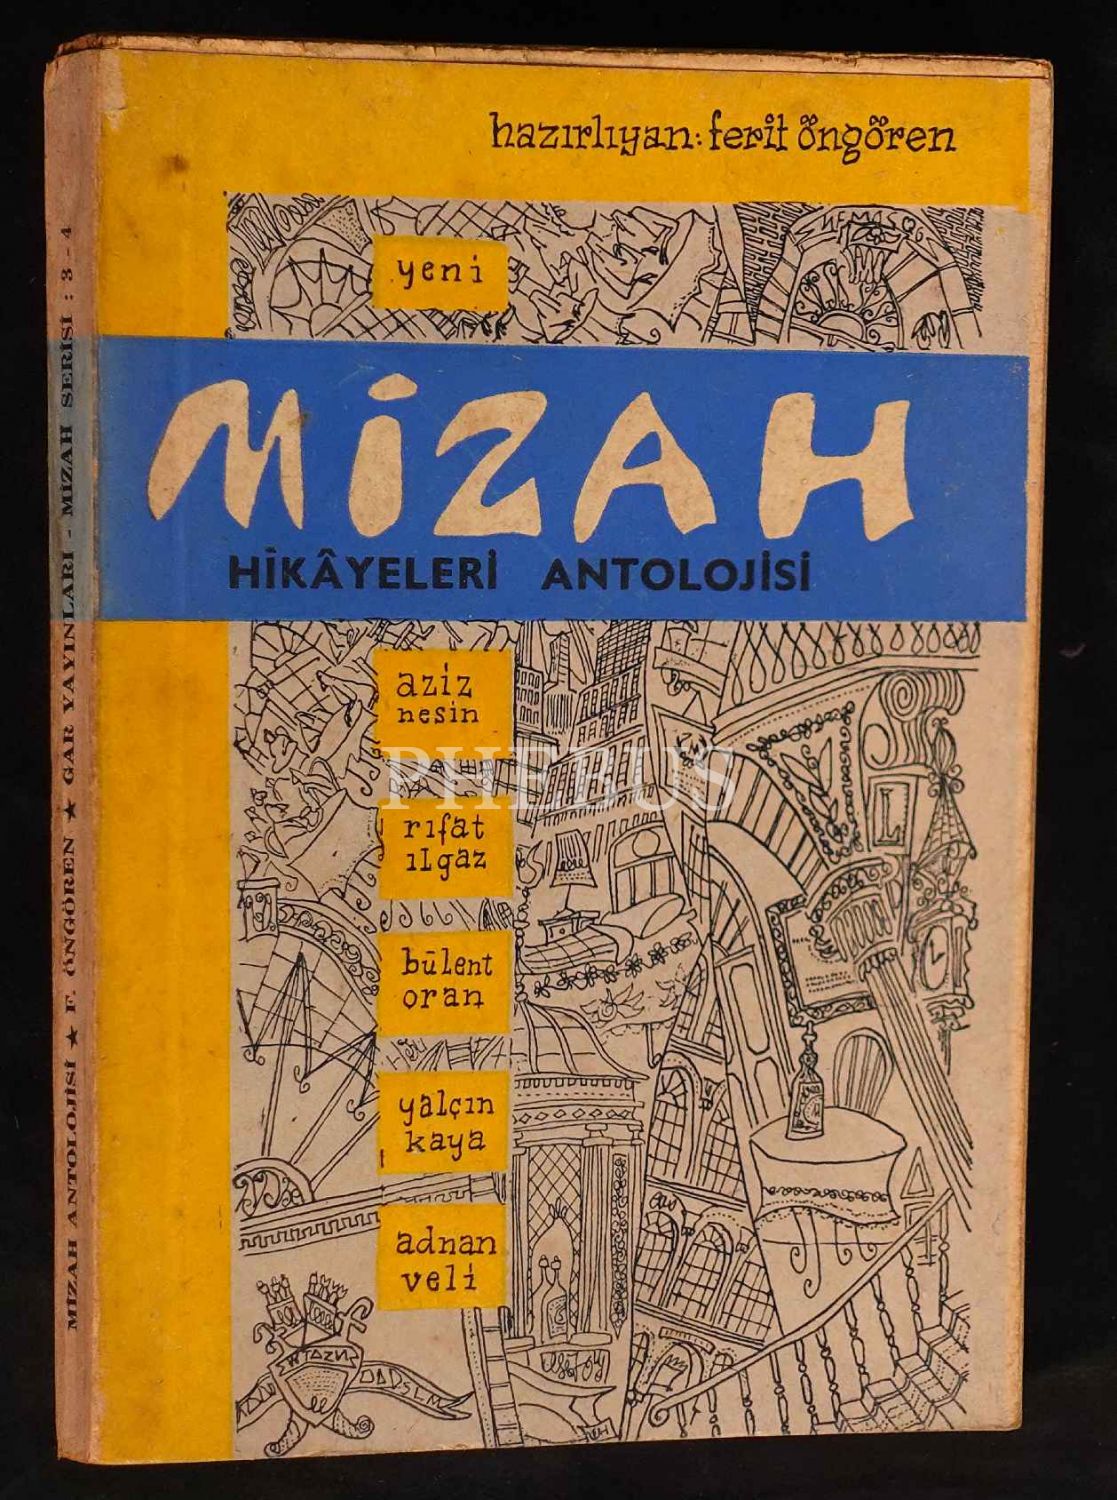 hazırlıyan: ferit öngören
yeni
MİZAH
HİKÂYELERİ ANTOLOJİSİ
aziz
nesin
rıfat
ılgaz
bülent
oran
yalçın
kaya
adnan
veli
MİZAH ANTOLOJİSİ ★ F. ÖNGÖREN ★ GAR YAYINLARI - MİZAH SERİSİ : 3 - 4
PHEBUS